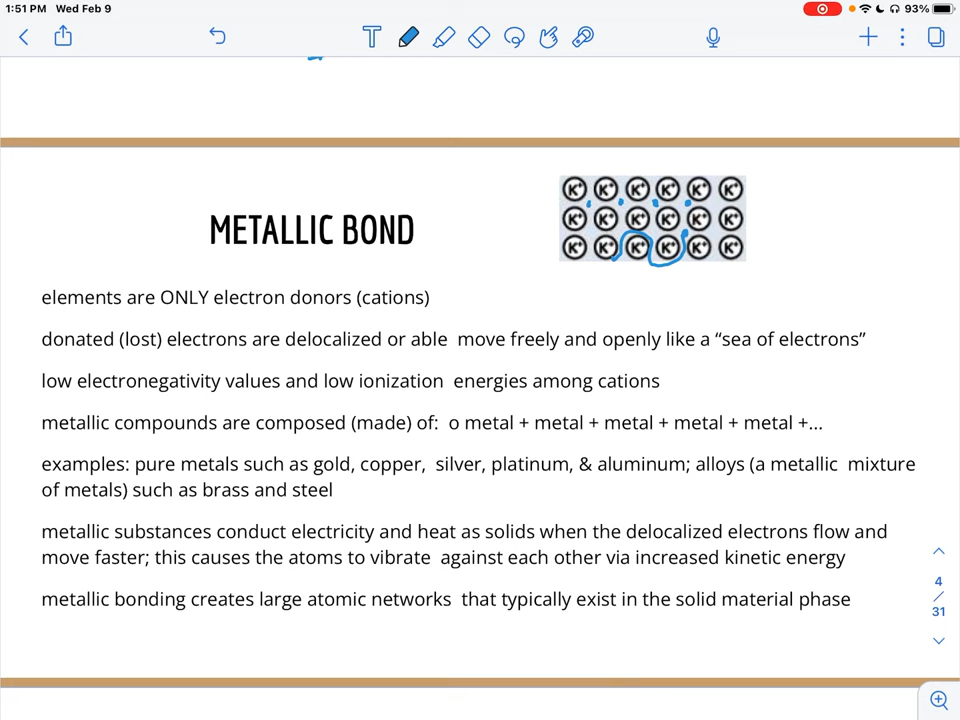 1:51 PM Wed Feb 9
93%
METALLIC BOND
K+ K+ K+ K+ K+ K+
K+ K+ K+ K+ K+ K+
K+ K+ K+ K+ K+ K+
elements are ONLY electron donors (cations)
donated (lost) electrons are delocalized or able  move freely and openly like a “sea of electrons”
low electronegativity values and low ionization  energies among cations
metallic compounds are composed (made) of:  o metal + metal + metal + metal + metal +...
examples: pure metals such as gold, copper,  silver, platinum, & aluminum; alloys (a metallic  mixture
of metals) such as brass and steel
metallic substances conduct electricity and heat as solids when the delocalized electrons flow and
move faster; this causes the atoms to vibrate  against each other via increased kinetic energy
metallic bonding creates large atomic networks  that typically exist in the solid material phase
4
/
31